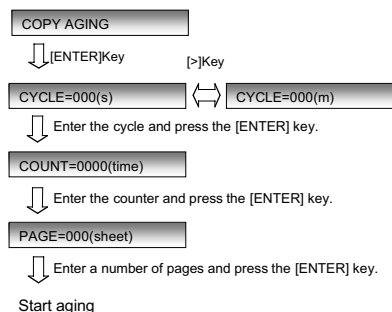 COPY AGING
[ENTER]Key
[>]Key
CYCLE=000(s)
CYCLE=000(m)
Enter the cycle and press the [ENTER] key.
COUNT=0000(time)
Enter the counter and press the [ENTER] key.
PAGE=000(sheet)
Enter a number of pages and press the [ENTER] key.
Start aging